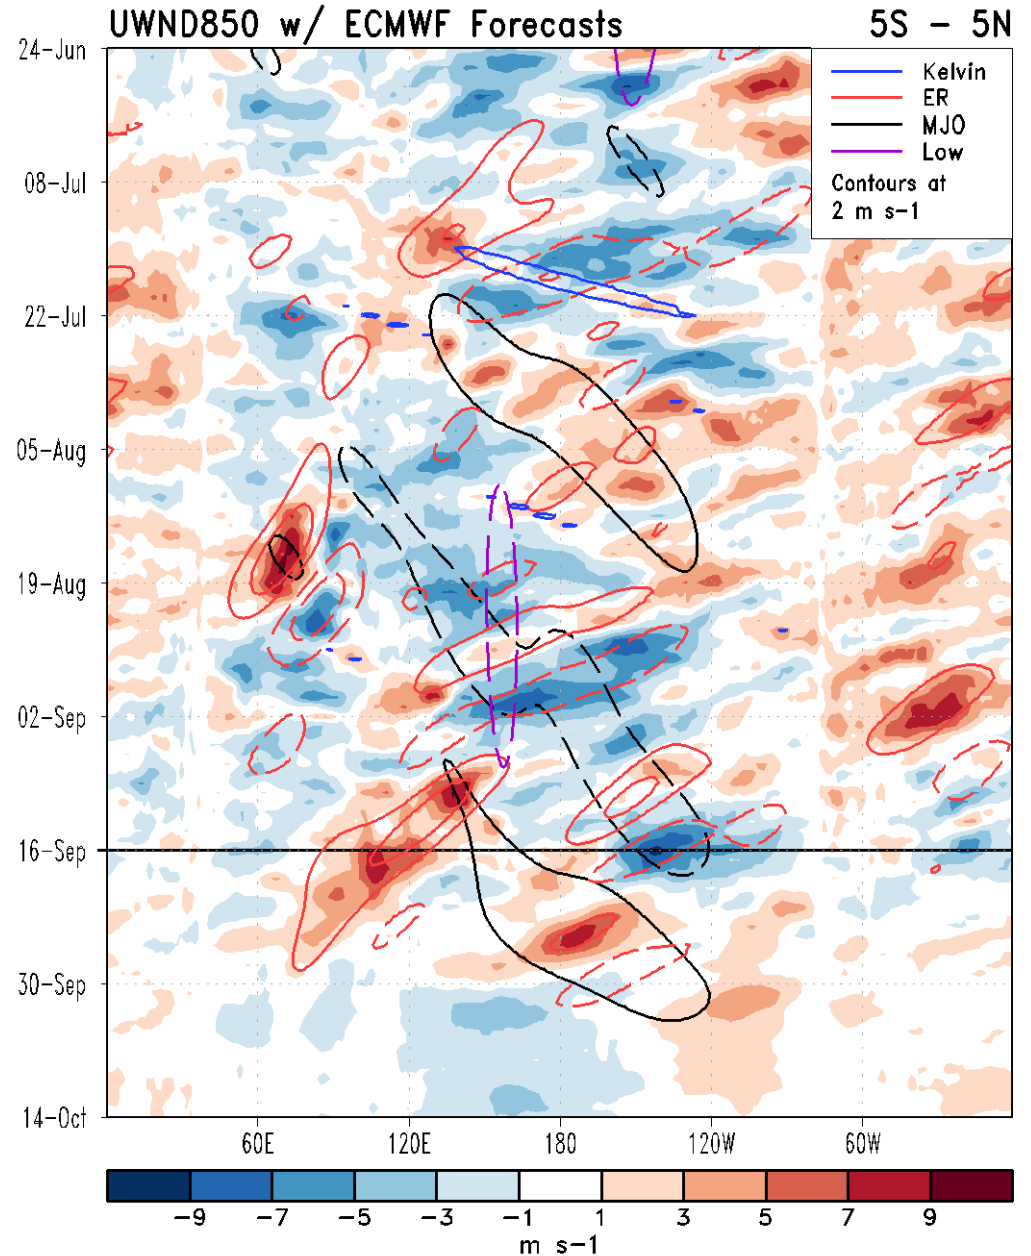 UWND850 w/ ECMWF Forecasts 5S - 5N
24-Jun
08-Jul
22-Jul
05-Aug
19-Aug
02-Sep
16-Sep
30-Sep
14-Oct
Kelvin
ER
MJO
Low
Contours at
2 m s-1
60E 120E 180 120W 60W
-9 -7 -5 -3 -1 1 3 5 7 9
m s-1